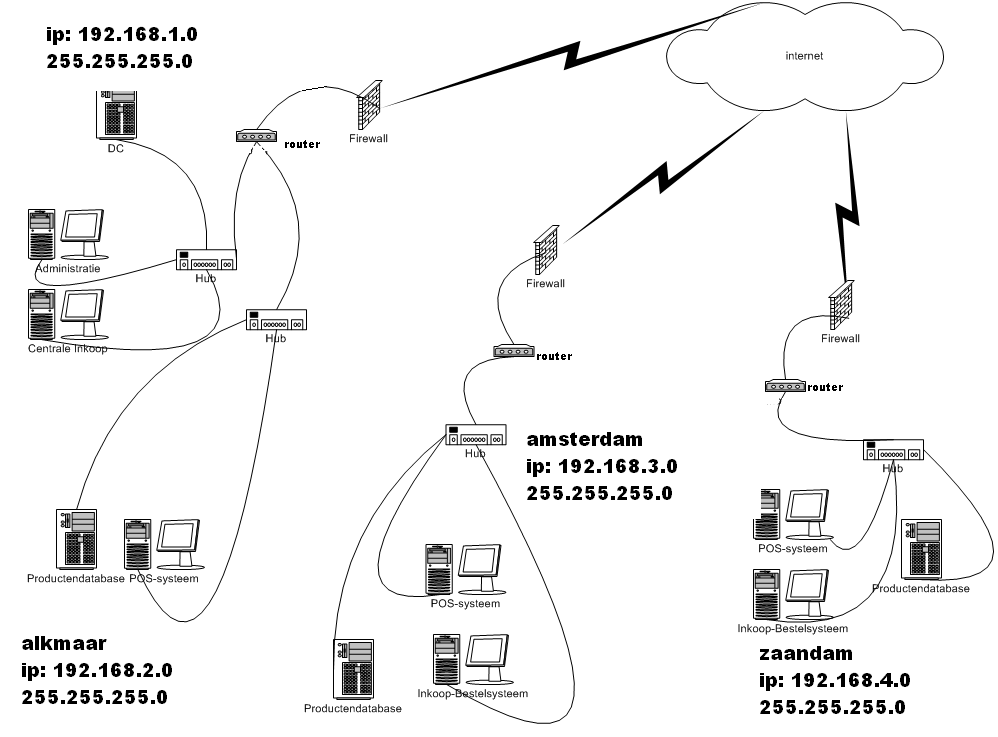 ip: 192.168.1.0
255.255.255.0
internet
DC
router
Firewall
Administratie
Hub
Centrale Inkoop
Hub
Firewall
router
Firewall
router
Hub
amsterdam
ip: 192.168.3.0
255.255.255.0
Hub
Productendatabase
POS-systeem
POS-systeem
Inkoop-Bestelsysteem
Productendatabase
POS-systeem
Productendatabase
Inkoop-Bestelsysteem
alkmaar
ip: 192.168.2.0
255.255.255.0
zaandam
ip: 192.168.4.0
255.255.255.0